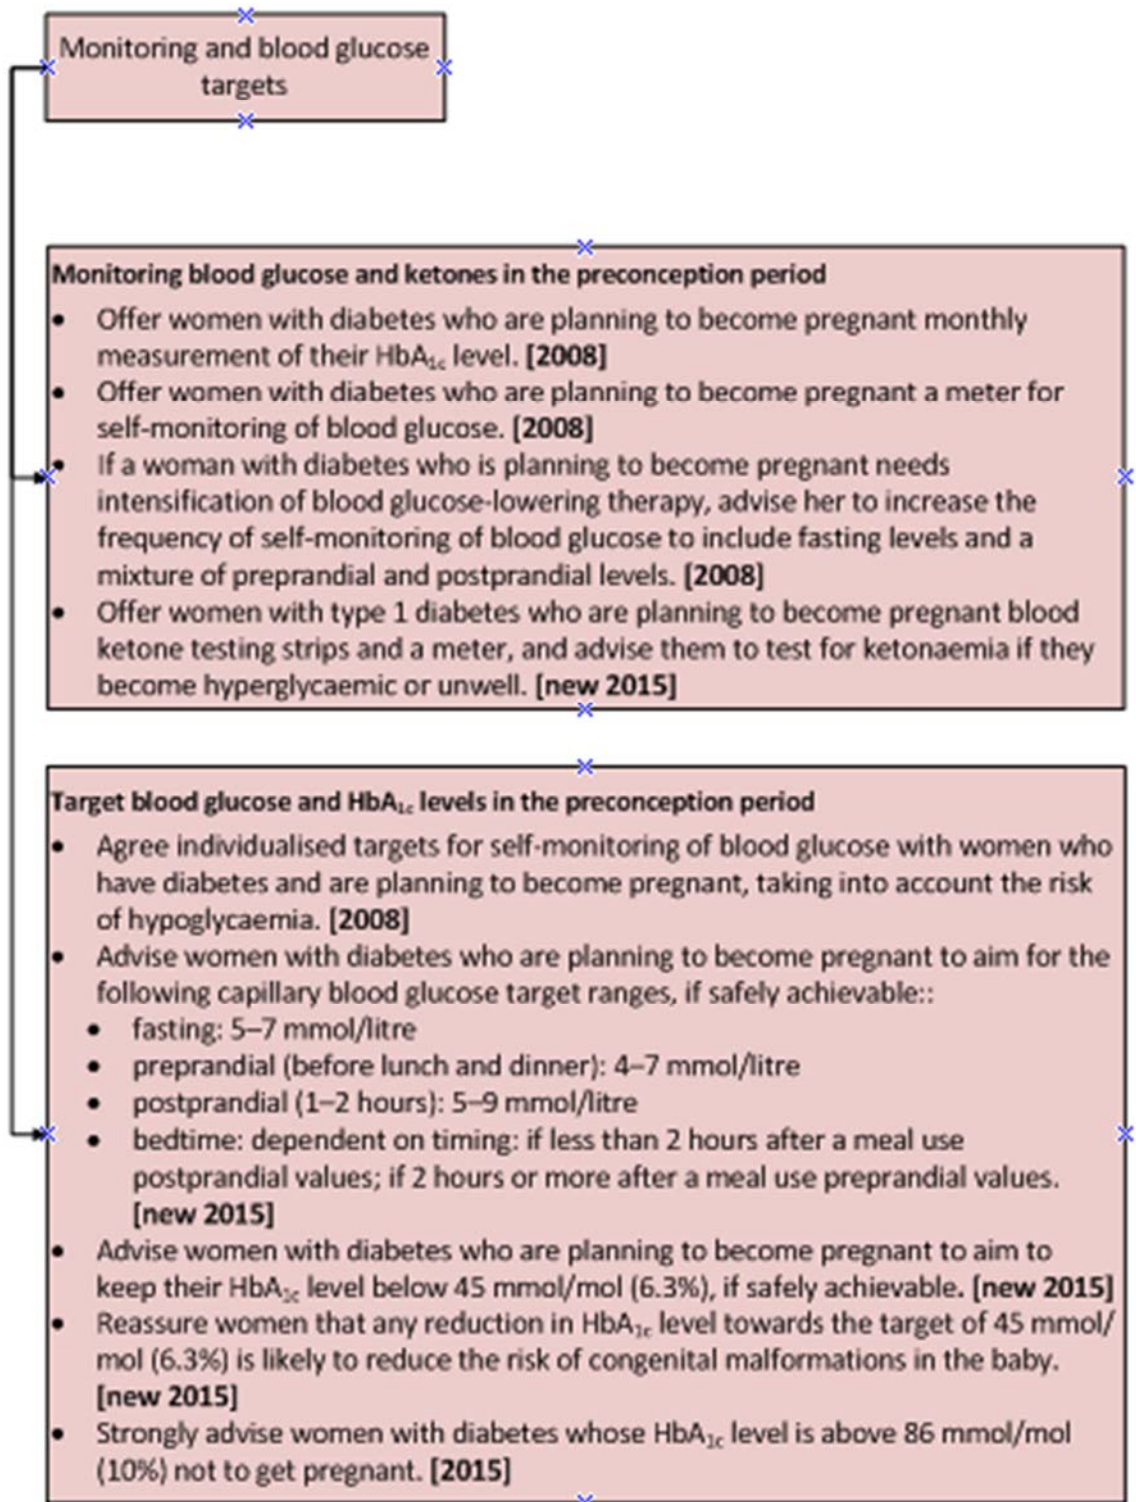 Monitoring and blood glucose
targets
Monitoring blood glucose and ketones in the preconception period
• Offer women with diabetes who are planning to become pregnant monthly
measurement of their HbA1c level. [2008]
• Offer women with diabetes who are planning to become pregnant a meter for
self-monitoring of blood glucose. [2008]
• If a woman with diabetes who is planning to become pregnant needs
intensification of blood glucose-lowering therapy, advise her to increase the
frequency of self-monitoring of blood glucose to include fasting levels and a
mixture of preprandial and postprandial levels. [2008]
• Offer women with type 1 diabetes who are planning to become pregnant blood
ketone testing strips and a meter, and advise them to test for ketonaemia if they
become hyperglycaemic or unwell. [new 2015]
Target blood glucose and HbA1c levels in the preconception period
• Agree individualised targets for self-monitoring of blood glucose with women who
have diabetes and are planning to become pregnant, taking into account the risk
of hypoglycaemia. [2008]
• Advise women with diabetes who are planning to become pregnant to aim for the
following capillary blood glucose target ranges, if safely achievable::
• fasting: 5–7 mmol/litre
• preprandial (before lunch and dinner): 4–7 mmol/litre
• postprandial (1–2 hours): 5–9 mmol/litre
• bedtime: dependent on timing: if less than 2 hours after a meal use
postprandial values; if 2 hours or more after a meal use preprandial values.
[new 2015]
• Advise women with diabetes who are planning to become pregnant to aim to
keep their HbA1c level below 45 mmol/mol (6.3%), if safely achievable. [new 2015]
• Reassure women that any reduction in HbA1c level towards the target of 45 mmol/
mol (6.3%) is likely to reduce the risk of congenital malformations in the baby.
[new 2015]
• Strongly advise women with diabetes whose HbA1c level is above 86 mmol/mol
(10%) not to get pregnant. [2015]